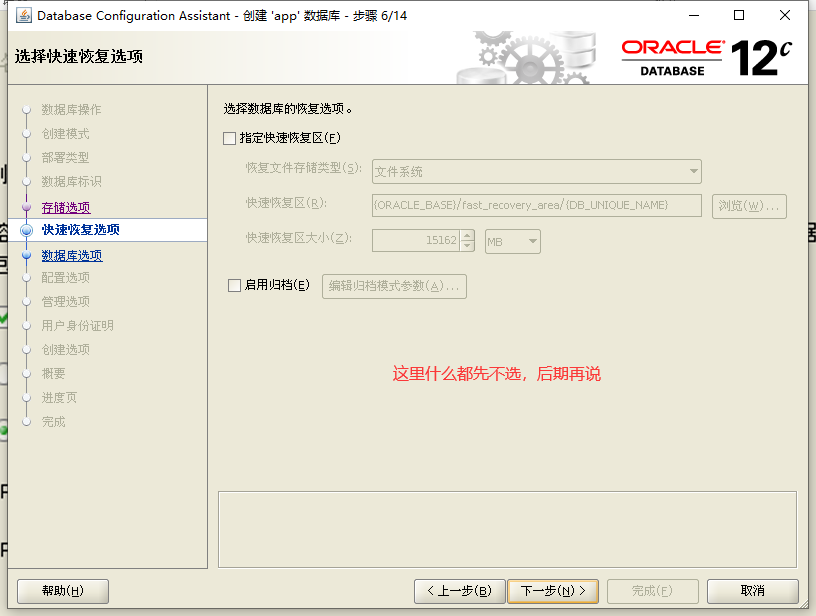 Database Configuration Assistant - 创建 'app' 数据库 - 步骤 6/14
选择快速恢复选项
ORACLE
DATABASE
12c
数据库操作
创建模式
部署类型
数据库标识
存储选项
快速恢复选项
数据库选项
配置选项
管理选项
用户身份证明
创建选项
概要
进度页
完成
选择数据库的恢复选项。
指定快速恢复区(F)
恢复文件存储类型(S):
文件系统
快速恢复区(R):
{ORACLE_BASE}/fast_recovery_area/{DB_UNIQUE_NAME}
浏览(W)...
快速恢复区大小(Z):
15162
MB
启用归档(E)
编辑归档模式参数(A)...
这里什么都先不选，后期再说
帮助(H)
< 上一步(B)
下一步(N) >
完成(F)
取消